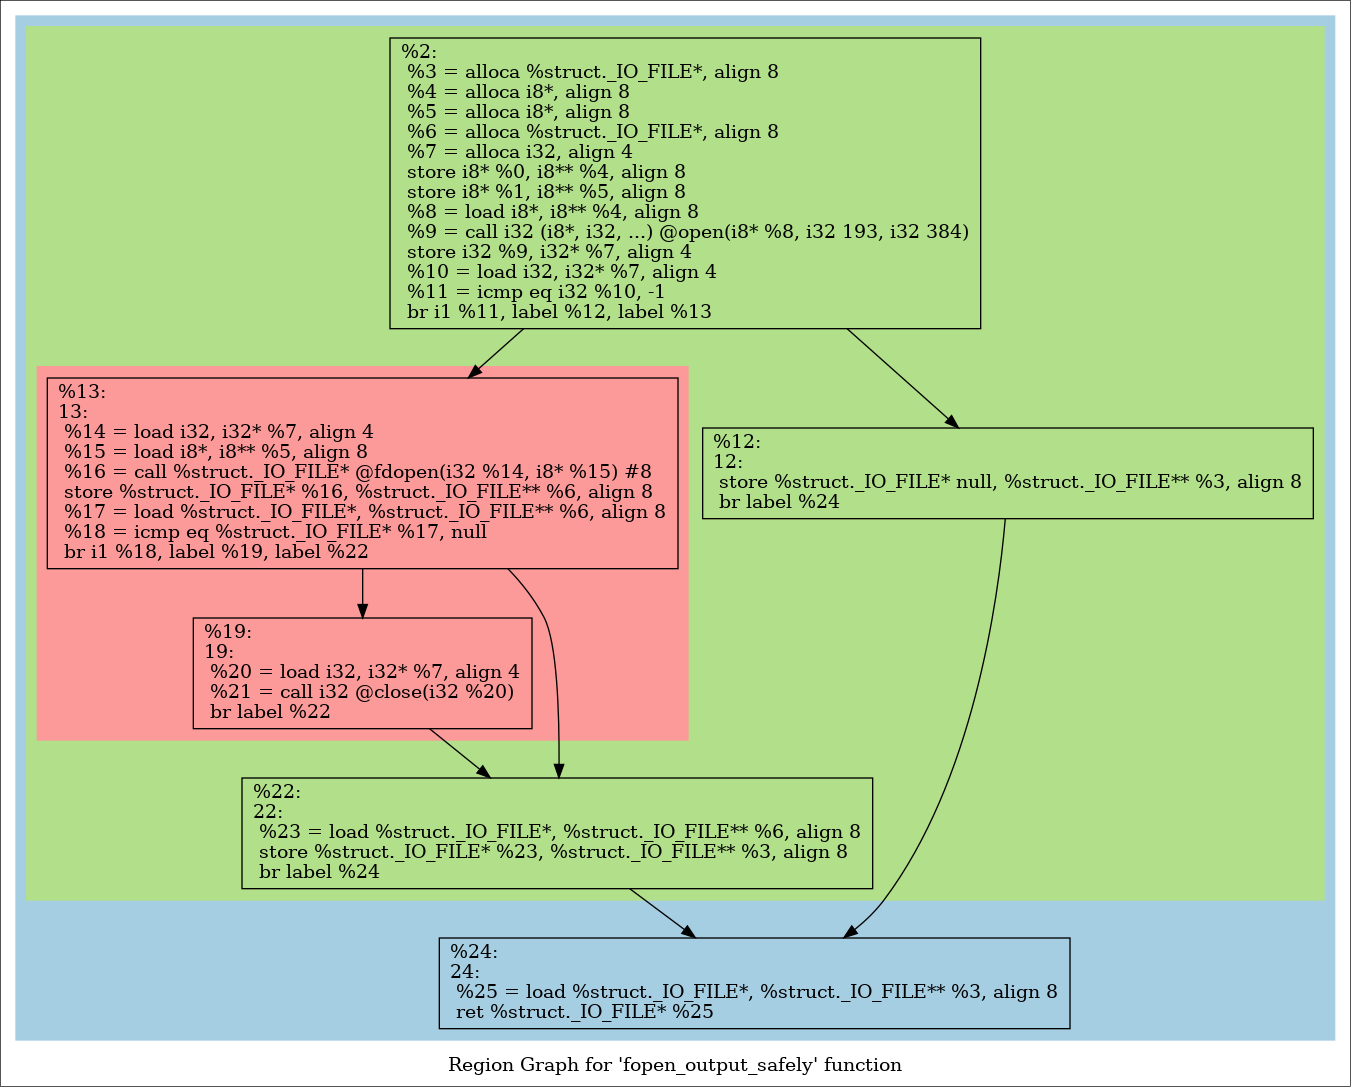 %2:
%3 = alloca %struct._IO_FILE*, align 8
%4 = alloca i8*, align 8
%5 = alloca i8*, align 8
%6 = alloca %struct._IO_FILE*, align 8
%7 = alloca i32, align 4
store i8* %0, i8** %4, align 8
store i8* %1, i8** %5, align 8
%8 = load i8*, i8** %4, align 8
%9 = call i32 (i8*, i32, ...) @open(i8* %8, i32 193, i32 384)
store i32 %9, i32* %7, align 4
%10 = load i32, i32* %7, align 4
%11 = icmp eq i32 %10, -1
br i1 %11, label %12, label %13
%13:
13:
%14 = load i32, i32* %7, align 4
%15 = load i8*, i8** %5, align 8
%16 = call %struct._IO_FILE* @fdopen(i32 %14, i8* %15) #8
store %struct._IO_FILE* %16, %struct._IO_FILE** %6, align 8
%17 = load %struct._IO_FILE*, %struct._IO_FILE** %6, align 8
%18 = icmp eq %struct._IO_FILE* %17, null
br i1 %18, label %19, label %22
%12:
12:
store %struct._IO_FILE* null, %struct._IO_FILE** %3, align 8
br label %24
%19:
19:
%20 = load i32, i32* %7, align 4
%21 = call i32 @close(i32 %20)
br label %22
%22:
22:
%23 = load %struct._IO_FILE*, %struct._IO_FILE** %6, align 8
store %struct._IO_FILE* %23, %struct._IO_FILE** %3, align 8
br label %24
%24:
24:
%25 = load %struct._IO_FILE*, %struct._IO_FILE** %3, align 8
ret %struct._IO_FILE* %25
Region Graph for 'fopen_output_safely' function